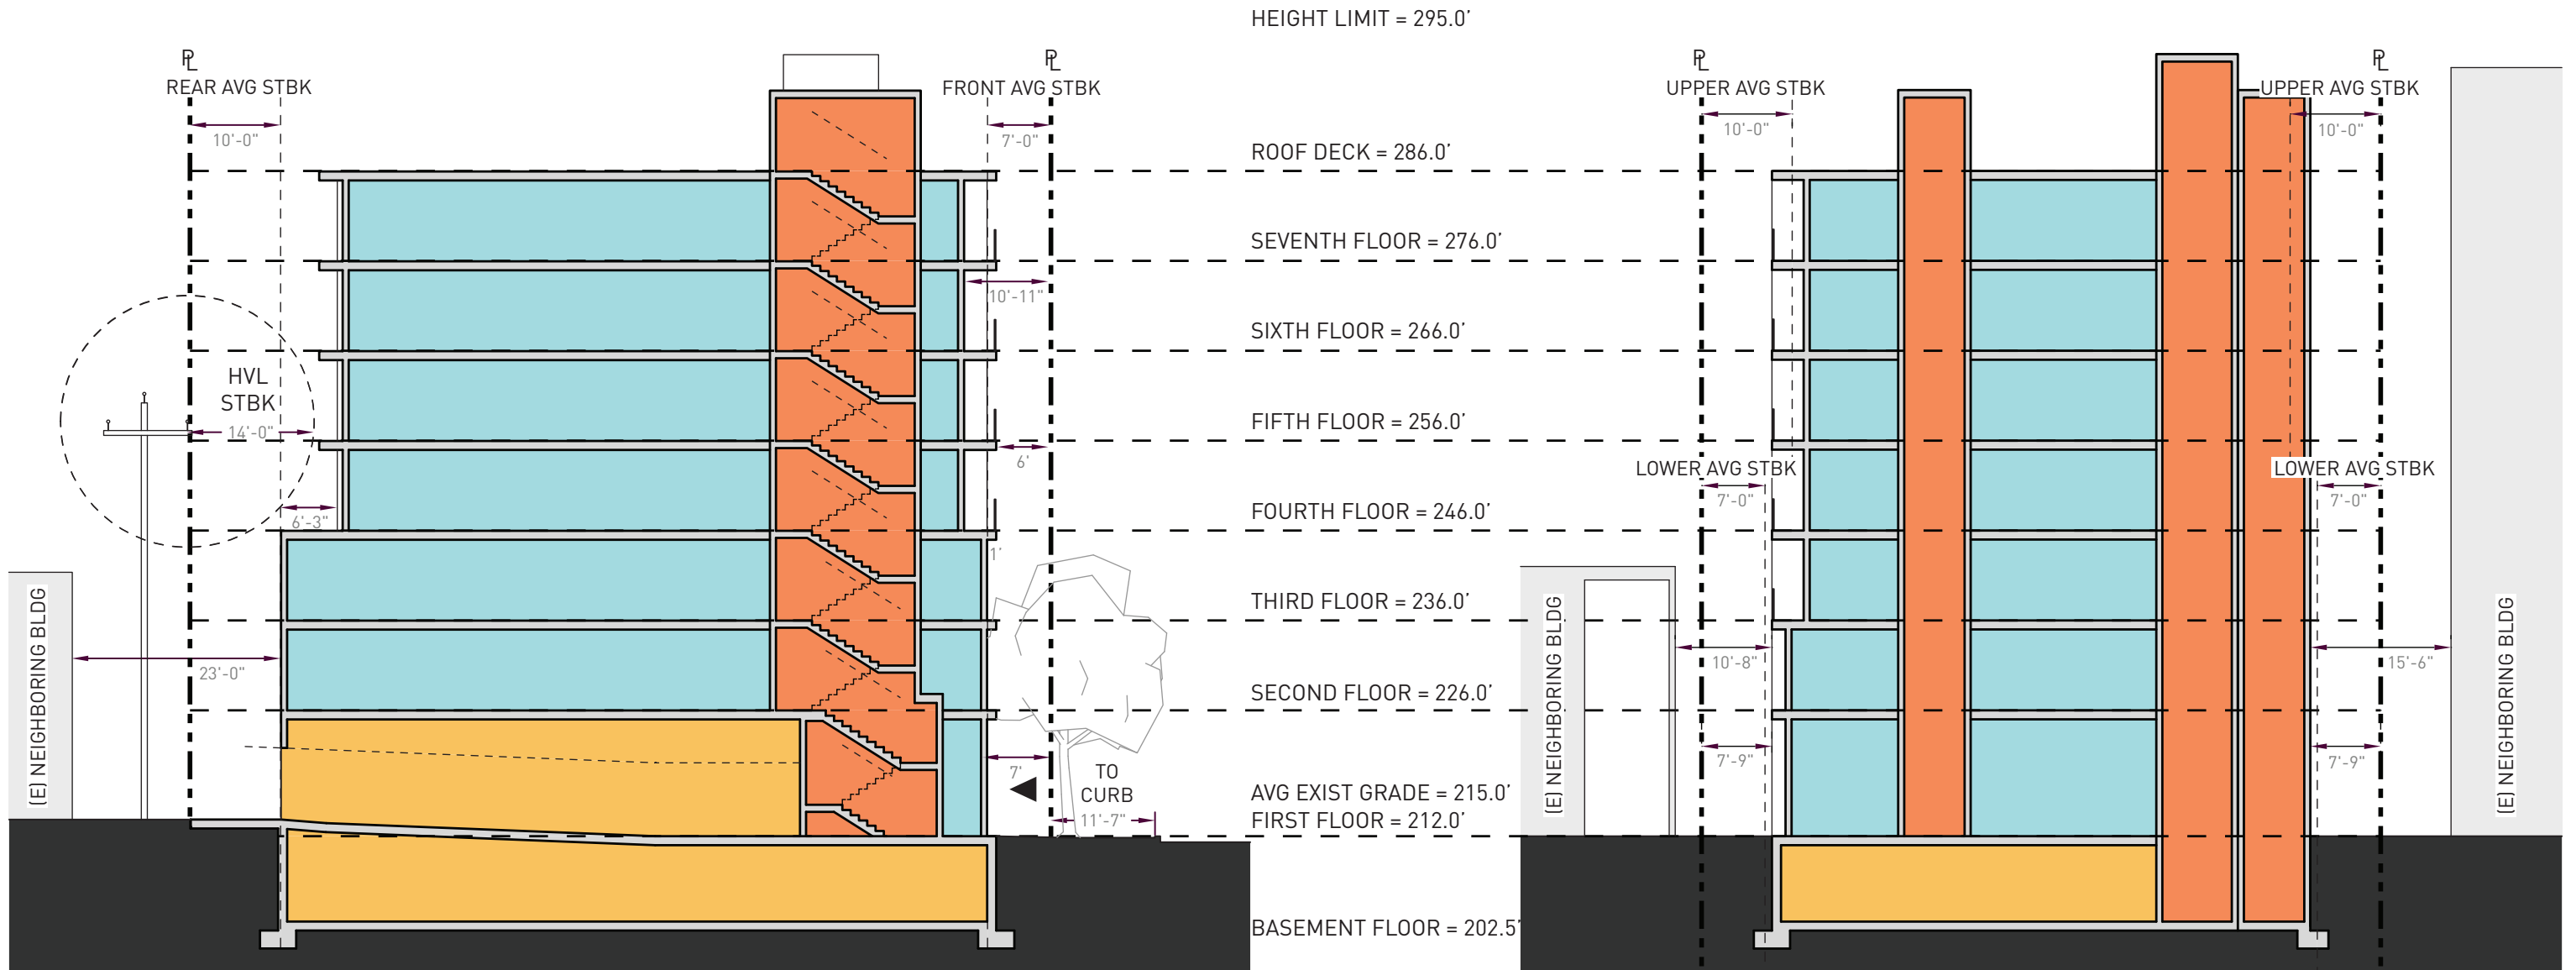 HEIGHT LIMIT = 295.0'
PL
REAR AVG STBK
10'-0"
PL
FRONT AVG STBK
7'-0"
PL
UPPER AVG STBK
10'-0"
PL
UPPER AVG STBK
10'-0"
ROOF DECK = 286.0'
SEVENTH FLOOR = 276.0'
10'-11"
SIXTH FLOOR = 266.0'
HVL
STBK
14'-0"
FIFTH FLOOR = 256.0'
6'
LOWER AVG STBK
7'-0"
LOWER AVG STBK
7'-0"
6'-3"
FOURTH FLOOR = 246.0'
1'
THIRD FLOOR = 236.0'
(E) NEIGHBORING BLDG
23'-0"
(E) NEIGHBORING BLDG
10'-8"
15'-6"
(E) NEIGHBORING BLDG
SECOND FLOOR = 226.0'
7'-9"
7'-9"
7'
TO
CURB
11'-7"
AVG EXIST GRADE = 215.0'
FIRST FLOOR = 212.0'
BASEMENT FLOOR = 202.5'